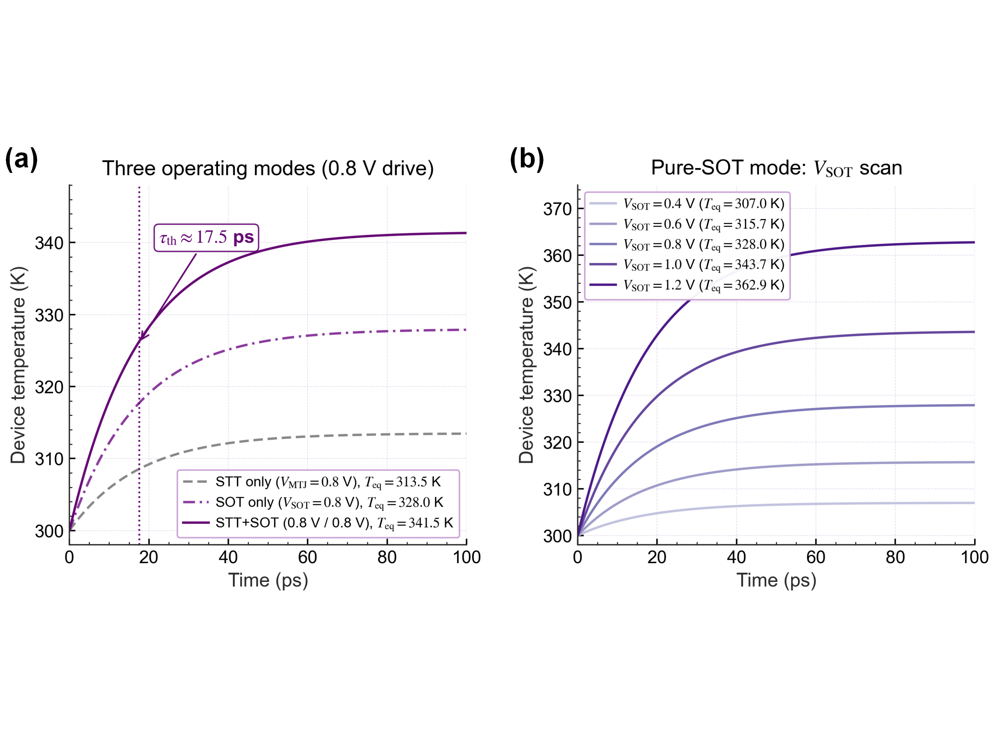 (a)
Three operating modes (0.8 V drive)
τth ≈ 17.5 ps
Device temperature (K)
340
330
320
310
300
STT only (VMTJ = 0.8 V), Teq = 313.5 K
SOT only (VSOT = 0.8 V), Teq = 328.0 K
STT+SOT (0.8 V / 0.8 V), Teq = 341.5 K
0 20 40 60 80 100
Time (ps)
(b)
Pure-SOT mode: VSOT scan
VSOT = 0.4 V (Teq = 307.0 K)
VSOT = 0.6 V (Teq = 315.7 K)
VSOT = 0.8 V (Teq = 328.0 K)
VSOT = 1.0 V (Teq = 343.7 K)
VSOT = 1.2 V (Teq = 362.9 K)
Device temperature (K)
370
360
350
340
330
320
310
300
0 20 40 60 80 100
Time (ps)